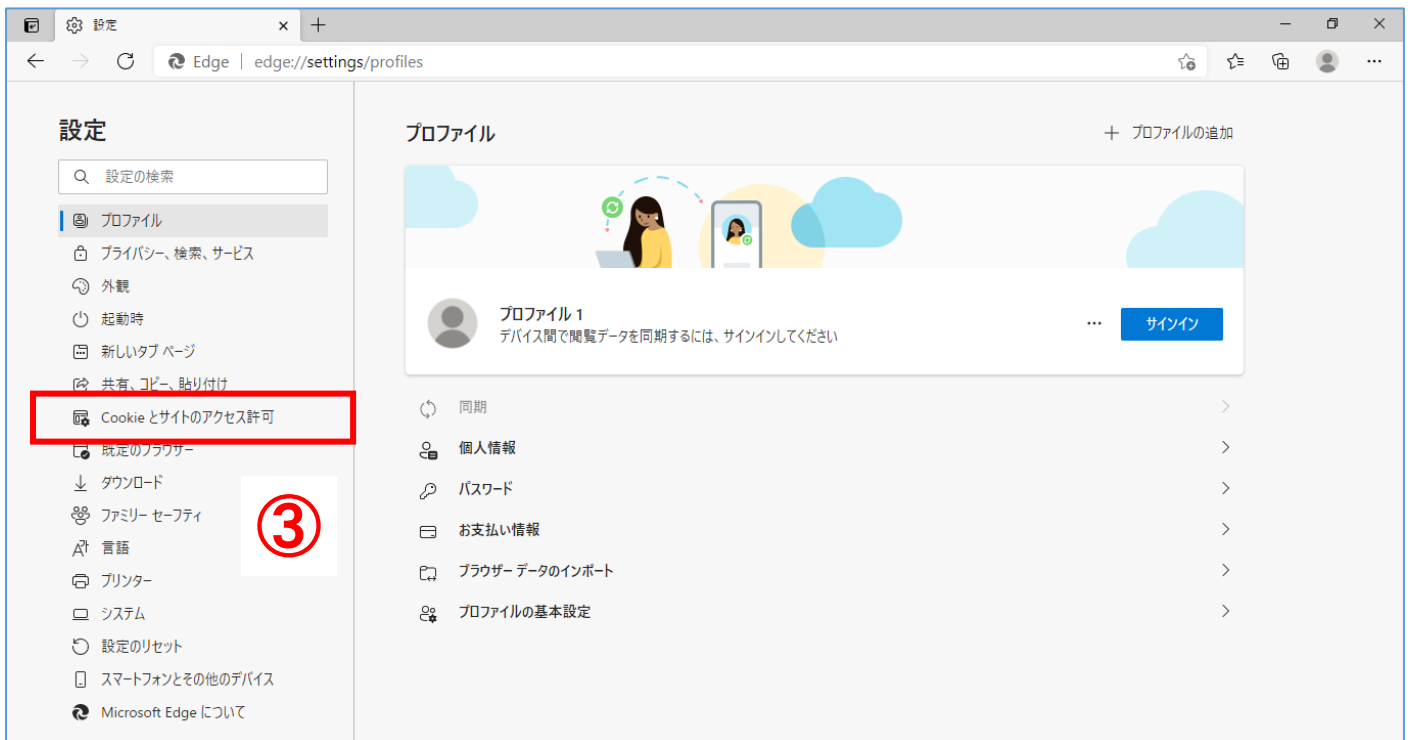 設定
Edge | edge://settings/profiles
設定
設定の検索
プロファイル
プライバシー、検索、サービス
外観
起動時
新しいタブ ページ
共有、コピー、貼り付け
Cookie とサイトのアクセス許可
既定のブラウザー
ダウンロード
ファミリー セーフティ
言語
プリンター
システム
設定のリセット
スマートフォンとその他のデバイス
Microsoft Edge について
③
プロファイル
プロファイルの追加
プロファイル 1
デバイス間で閲覧データを同期するには、サインインしてください
サインイン
同期
個人情報
パスワード
お支払い情報
ブラウザー データのインポート
プロファイルの基本設定